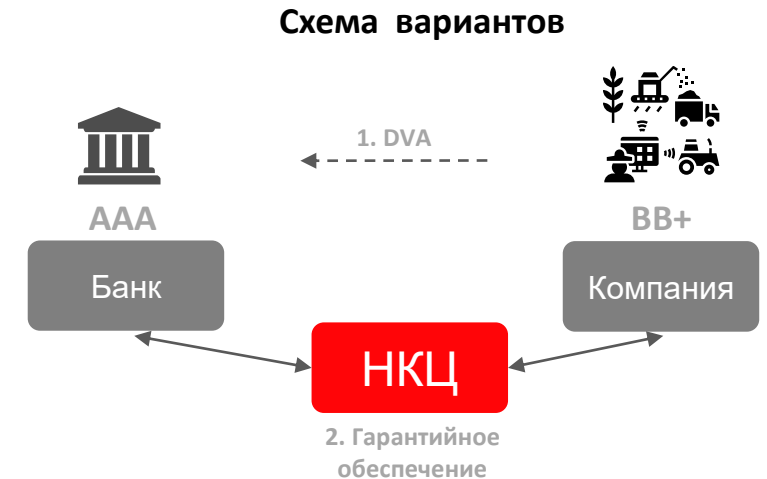 Схема вариантов
1. DVA
AAA
BB+
Банк
Компания
НКЦ
2. Гарантийное
обеспечение